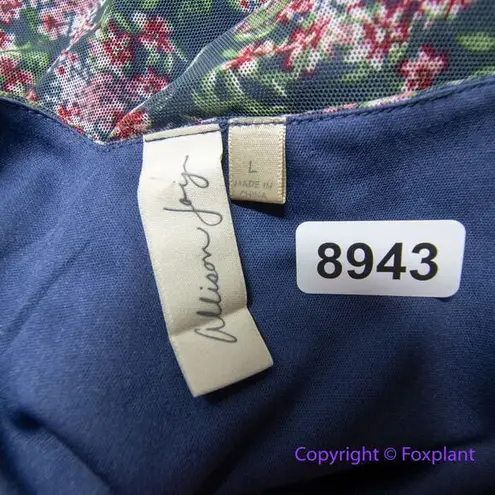 L
MADE IN
CHINA
allison joy
8943
Copyright © Foxplant